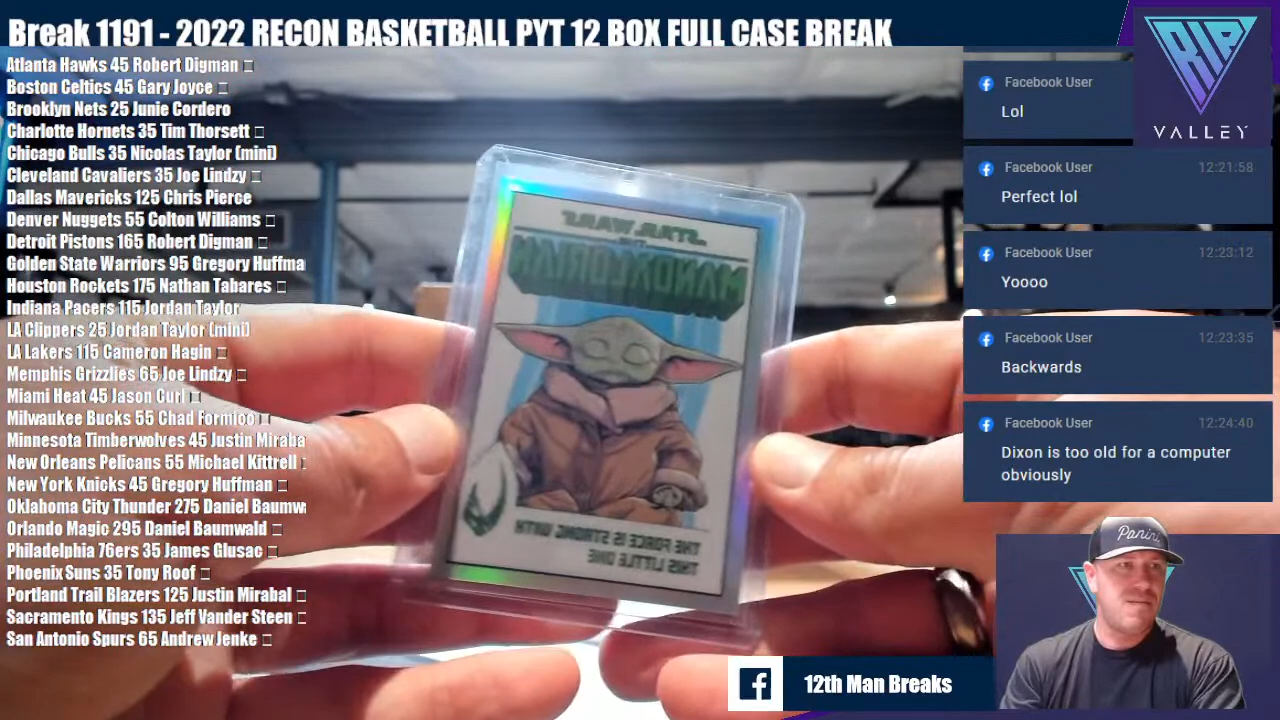 Break 1191 - 2022 RECON BASKETBALL PYT 12 BOX FULL CASE BREAK
Atlanta Hawks 45 Robert Digman
Boston Celtics 45 Gary Joyce
Brooklyn Nets 25 Junie Cordero
Charlotte Hornets 35 Tim Thorsett
Chicago Bulls 35 Nicolas Taylor (mini)
Cleveland Cavaliers 35 Joe Lindzy
Dallas Mavericks 125 Chris Pierce
Denver Nuggets 55 Colton Williams
Detroit Pistons 165 Robert Digman
Golden State Warriors 95 Gregory Huffma
Houston Rockets 175 Nathan Tabares
Indiana Pacers 115 Jordan Taylor
LA Clippers 25 Jordan Taylor (mini)
LA Lakers 115 Cameron Hagin
Memphis Grizzlies 65 Joe Lindzy
Miami Heat 45 Jason Curl
Milwaukee Bucks 55 Chad Formico
Minnesota Timberwolves 45 Justin Miraba
New Orleans Pelicans 55 Michael Kittrell
New York Knicks 45 Gregory Huffman
Oklahoma City Thunder 275 Daniel Baumwa
Orlando Magic 295 Daniel Baumwald
Philadelphia 76ers 35 James Glusac
Phoenix Suns 35 Tony Roof
Portland Trail Blazers 125 Justin Mirabal
Sacramento Kings 135 Jeff Vander Steen
San Antonio Spurs 65 Andrew Jenke
STAR WARS
THE
MANDALORIAN
THE FORCE IS STRONG WITH
THIS LITTLE ONE
RIP
VALLEY
Facebook User
Lol
Facebook User 12:21:58
Perfect lol
Facebook User 12:23:12
Yoooo
Facebook User 12:23:35
Backwards
Facebook User 12:24:40
Dixon is too old for a computer
obviously
Panini
12th Man Breaks